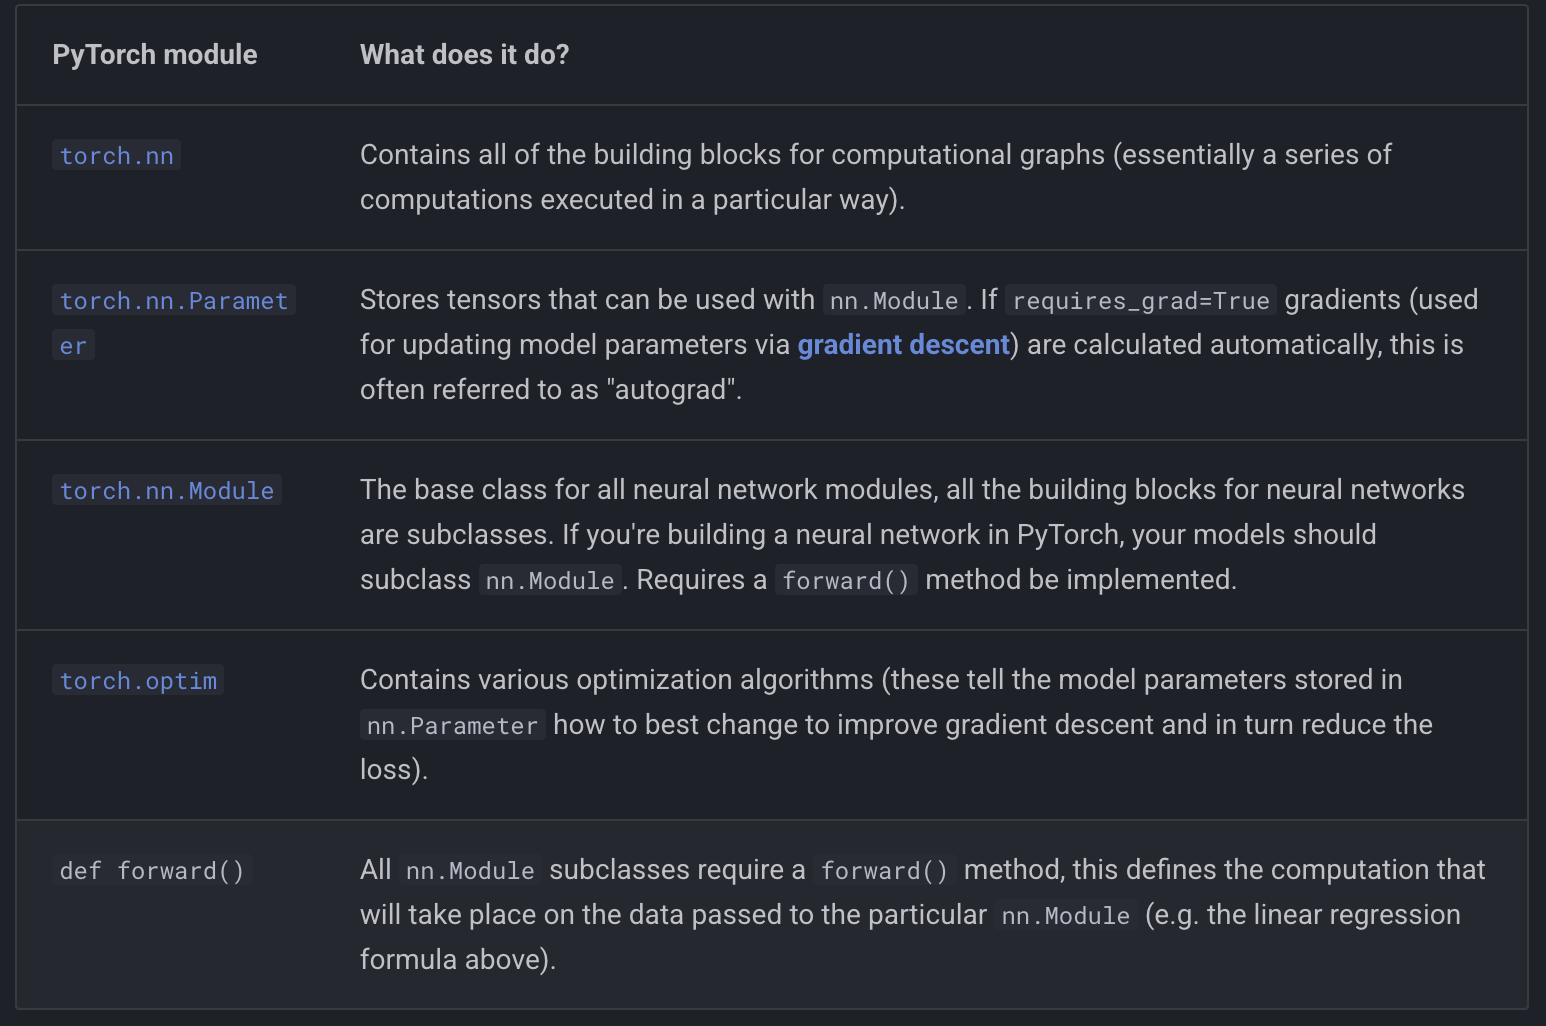 PyTorch module What does it do?
torch.nn Contains all of the building blocks for computational graphs (essentially a series of
computations executed in a particular way).
torch.nn.Paramet Stores tensors that can be used with nn.Module. If requires_grad=True gradients (used
er for updating model parameters via gradient descent) are calculated automatically, this is
often referred to as "autograd".
torch.nn.Module The base class for all neural network modules, all the building blocks for neural networks
are subclasses. If you're building a neural network in PyTorch, your models should
subclass nn.Module. Requires a forward() method be implemented.
torch.optim Contains various optimization algorithms (these tell the model parameters stored in
nn.Parameter how to best change to improve gradient descent and in turn reduce the
loss).
def forward() All nn.Module subclasses require a forward() method, this defines the computation that
will take place on the data passed to the particular nn.Module (e.g. the linear regression
formula above).